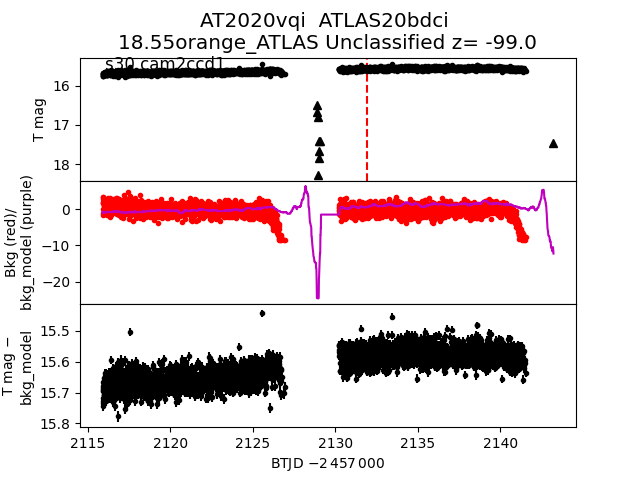 AT2020vqi  ATLAS20bdci
18.55orange_ATLAS Unclassified z= -99.0
s30 cam2ccd1
T mag
16
17
18
Bkg (red)/
bkg_model (purple)
0
−10
−20
T mag −
bkg_model
15.5
15.6
15.7
15.8
2115 2120 2125 2130 2135 2140
BTJD −2 457 000